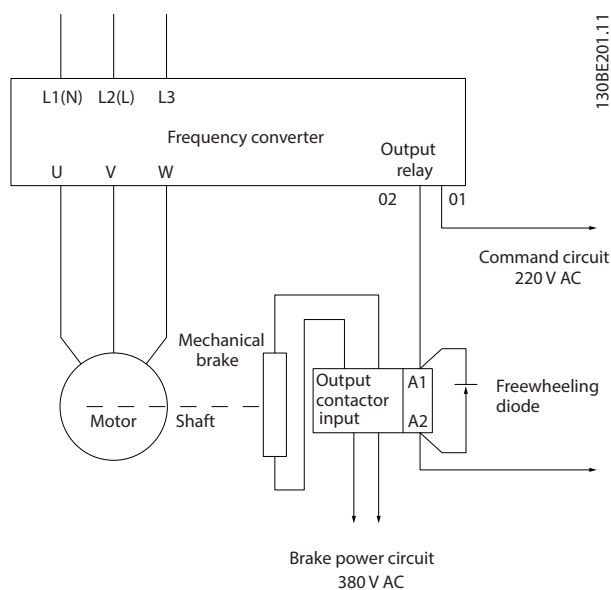 130BE201.11
L1(N) L2(L) L3
Frequency converter
U V W
Output
relay
02 01
Command circuit
220 V AC
Mechanical
brake
Output
contactor
input
A1
A2
Freewheeling
diode
Motor
Shaft
Brake power circuit
380 V AC